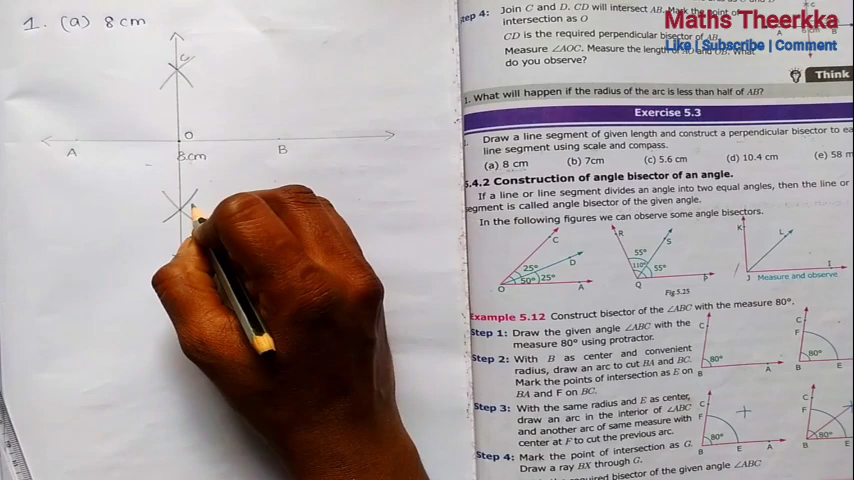 1. (a) 8 cm
C
O
A
B
8cm
Step 4:
Join C and D. CD will intersect AB. Mark the point of
intersection as O
CD is the required perpendicular bisector of AB.
Measure ∠AOC. Measure the length
do you observe?
Maths Theerkka
Like | Subscribe | Comment
Think
1. What will happen if the radius of the arc is less than half of AB?
Exercise 5.3
Draw a line segment of given length and construct a perpendicular bisector to ea
line segment using scale and compass.
(a) 8 cm (b) 7cm (c) 5.6 cm (d) 10.4 cm (e) 58 m
5.4.2 Construction of angle bisector of an angle.
If a line or line segment divides an angle into two equal angles, then the line or
segment is called angle bisector of the given angle.
In the following figures we can observe some angle bisectors.
C
D
25°
50° 25°
O A
R
S
55°
110° 55°
Q P
K
L
J I
Measure and observe
Fig 5.25
Example 5.12 Construct bisector of the ∠ABC with the measure 80°.
Step 1: Draw the given angle ∠ABC with the
measure 80° using protractor.
Step 2: With B as center and convenient
radius, draw an arc to cut BA and BC.
Mark the points of intersection as E on
BA and F on BC.
C
80°
B A
C
F
80°
B E
Step 3: With the same radius and E as center,
draw an arc in the interior of ∠ABC
and another arc of same measure with
center at F to cut the previous arc.
Step 4: Mark the point of intersection as G.
Draw a ray BX through G.
C
F
80°
B E A
C
F
80°
B E
required bisector of the given angle ∠ABC